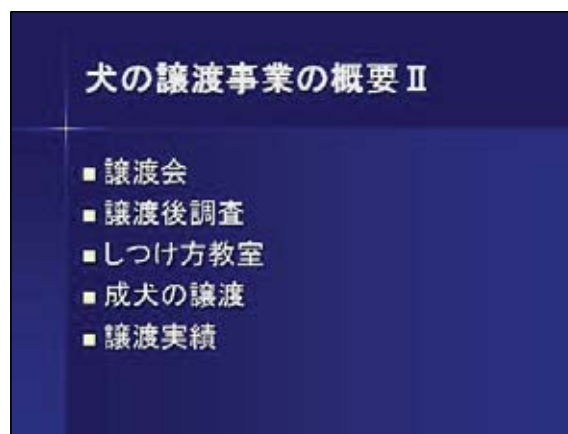 犬の譲渡事業の概要Ⅱ
■譲渡会
■譲渡後調査
■しつけ方教室
■成犬の譲渡
■譲渡実績